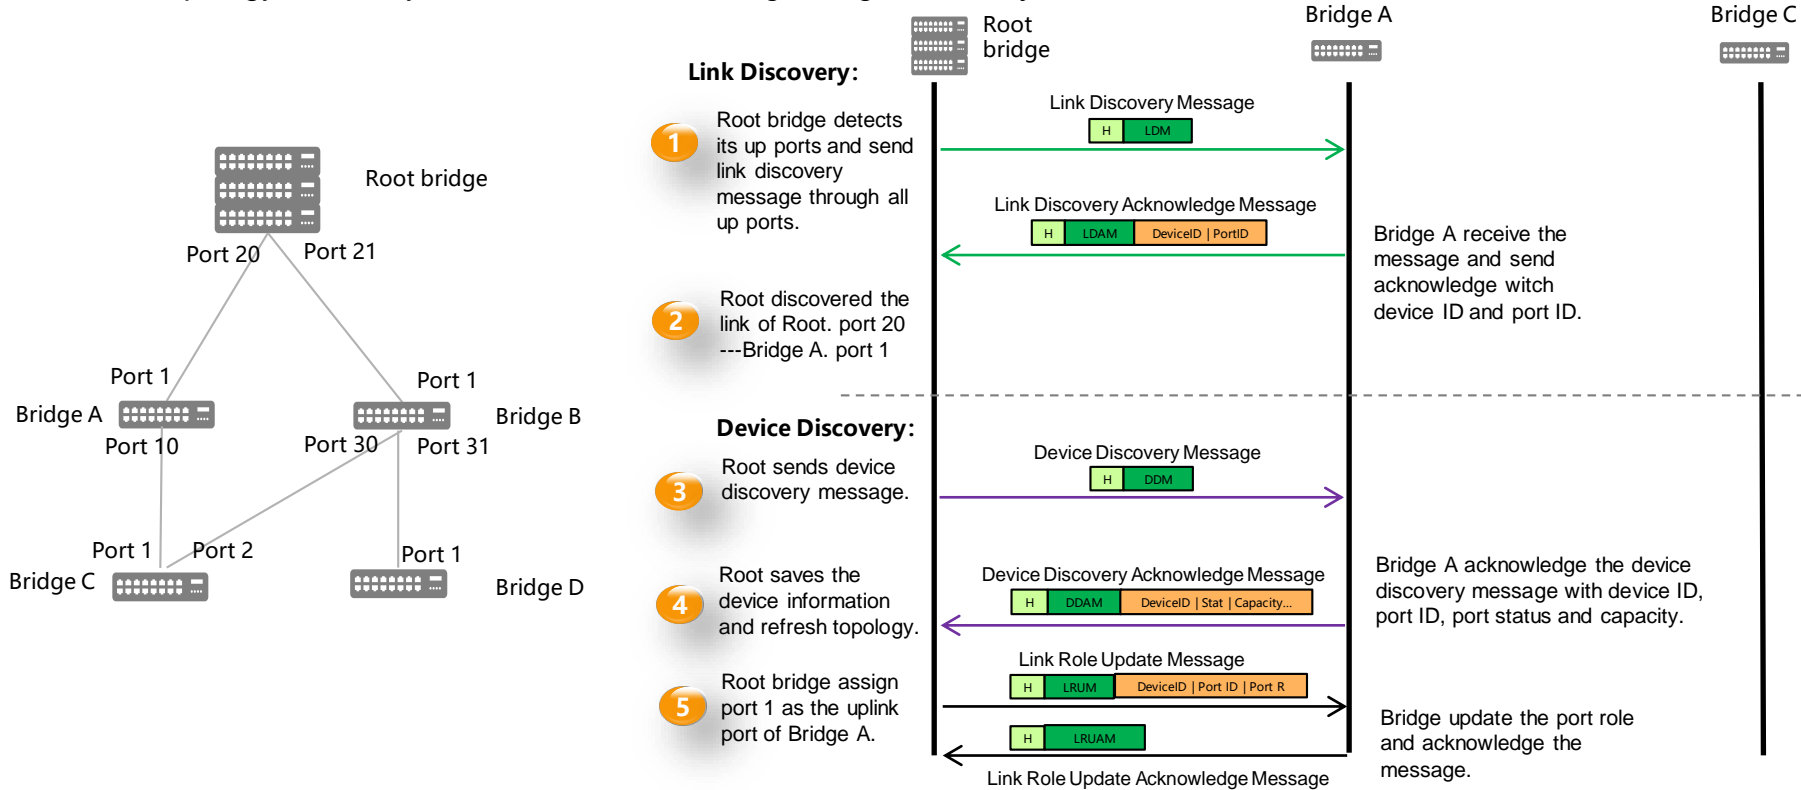 Root bridge
Port 20
Port 21
Port 1
Port 1
Bridge A
Bridge B
Port 10
Port 30
Port 31
Port 1
Port 2
Port 1
Bridge C
Bridge D
Link Discovery:
1
Root bridge detects
its up ports and send
link discovery
message through all
up ports.
2
Root discovered the
link of Root. port 20
---Bridge A. port 1
Device Discovery:
3
Root sends device
discovery message.
4
Root saves the
device information
and refresh topology.
5
Root bridge assign
port 1 as the uplink
port of Bridge A.
Root
bridge
Bridge A
Bridge C
Link Discovery Message
H LDM
Link Discovery Acknowledge Message
H LDAM DeviceID | PortID
Bridge A receive the
message and send
acknowledge witch
device ID and port ID.
Device Discovery Message
H DDM
Device Discovery Acknowledge Message
H DDAM DeviceID | Stat | Capacity...
Bridge A acknowledge the device
discovery message with device ID,
port ID, port status and capacity.
Link Role Update Message
H LRUM DeviceID | Port ID | Port R
H LRUAM
Link Role Update Acknowledge Message
Bridge update the port role
and acknowledge the
message.